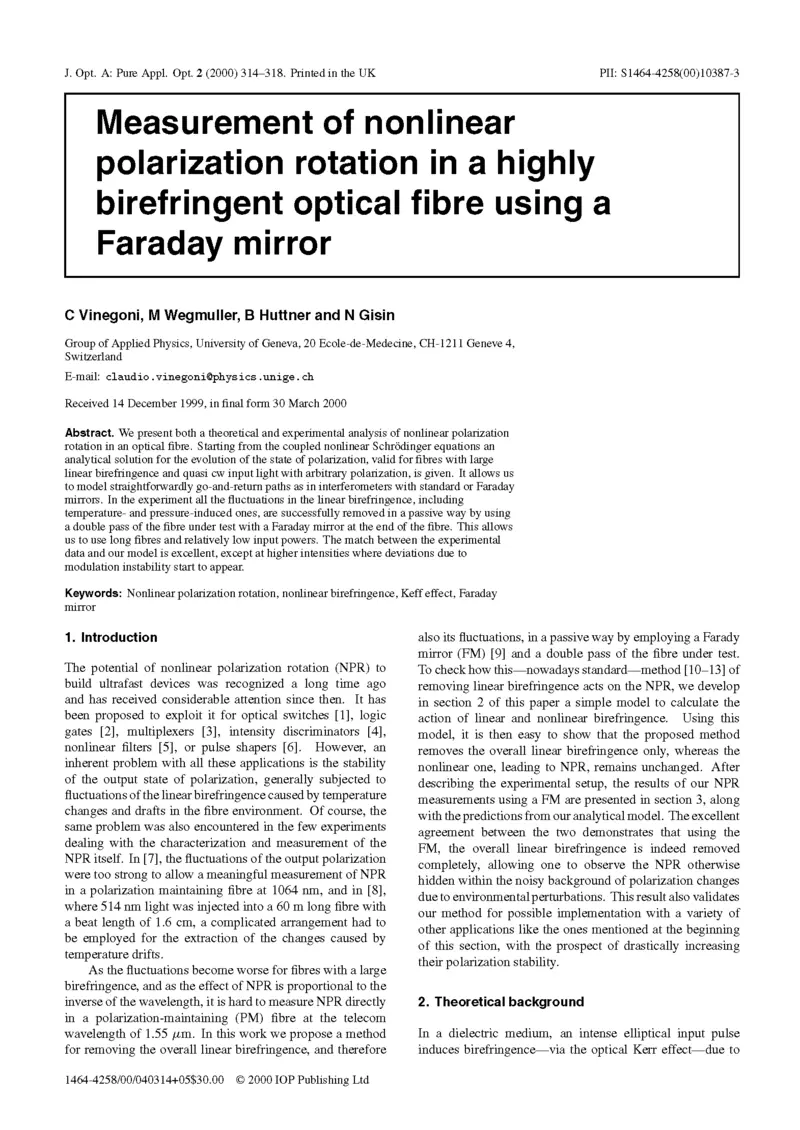 J. Opt. A: Pure Appl. Opt. 2 (2000) 314–318. Printed in the UK
PII: S1464-4258(00)10387-3
Measurement of nonlinear
polarization rotation in a highly
birefringent optical fibre using a
Faraday mirror
C Vinegoni, M Wegmuller, B Huttner and N Gisin
Group of Applied Physics, University of Geneva, 20 Ecole-de-Medecine, CH-1211 Geneve 4,
Switzerland
E-mail: claudio.vinegoni@physics.unige.ch
Received 14 December 1999, in final form 30 March 2000
Abstract. We present both a theoretical and experimental analysis of nonlinear polarization
rotation in an optical fibre. Starting from the coupled nonlinear Schrödinger equations an
analytical solution for the evolution of the state of polarization, valid for fibres with large
linear birefringence and quasi cw input light with arbitrary polarization, is given. It allows us
to model straightforwardly go-and-return paths as in interferometers with standard or Faraday
mirrors. In the experiment all the fluctuations in the linear birefringence, including
temperature- and pressure-induced ones, are successfully removed in a passive way by using
a double pass of the fibre under test with a Faraday mirror at the end of the fibre. This allows
us to use long fibres and relatively low input powers. The match between the experimental
data and our model is excellent, except at higher intensities where deviations due to
modulation instability start to appear.
Keywords: Nonlinear polarization rotation, nonlinear birefringence, Keff effect, Faraday
mirror
1. Introduction
The potential of nonlinear polarization rotation (NPR) to
build ultrafast devices was recognized a long time ago
and has received considerable attention since then. It has
been proposed to exploit it for optical switches [1], logic
gates [2], multiplexers [3], intensity discriminators [4],
nonlinear filters [5], or pulse shapers [6]. However, an
inherent problem with all these applications is the stability
of the output state of polarization, generally subjected to
fluctuations of the linear birefringence caused by temperature
changes and drafts in the fibre environment. Of course, the
same problem was also encountered in the few experiments
dealing with the characterization and measurement of the
NPR itself. In [7], the fluctuations of the output polarization
were too strong to allow a meaningful measurement of NPR
in a polarization maintaining fibre at 1064 nm, and in [8],
where 514 nm light was injected into a 60 m long fibre with
a beat length of 1.6 cm, a complicated arrangement had to
be employed for the extraction of the changes caused by
temperature drifts.
As the fluctuations become worse for fibres with a large
birefringence, and as the effect of NPR is proportional to the
inverse of the wavelength, it is hard to measure NPR directly
in a polarization-maintaining (PM) fibre at the telecom
wavelength of 1.55 μm. In this work we propose a method
for removing the overall linear birefringence, and therefore
also its fluctuations, in a passive way by employing a Farady
mirror (FM) [9] and a double pass of the fibre under test.
To check how this—nowadays standard—method [10–13] of
removing linear birefringence acts on the NPR, we develop
in section 2 of this paper a simple model to calculate the
action of linear and nonlinear birefringence. Using this
model, it is then easy to show that the proposed method
removes the overall linear birefringence only, whereas the
nonlinear one, leading to NPR, remains unchanged. After
describing the experimental setup, the results of our NPR
measurements using a FM are presented in section 3, along
with the predictions from our analytical model. The excellent
agreement between the two demonstrates that using the
FM, the overall linear birefringence is indeed removed
completely, allowing one to observe the NPR otherwise
hidden within the noisy background of polarization changes
due to environmental perturbations. This result also validates
our method for possible implementation with a variety of
other applications like the ones mentioned at the beginning
of this section, with the prospect of drastically increasing
their polarization stability.
2. Theoretical background
In a dielectric medium, an intense elliptical input pulse
induces birefringence—via the optical Kerr effect—due to
1464-4258/00/040314+05$30.00 © 2000 IOP Publishing Ltd